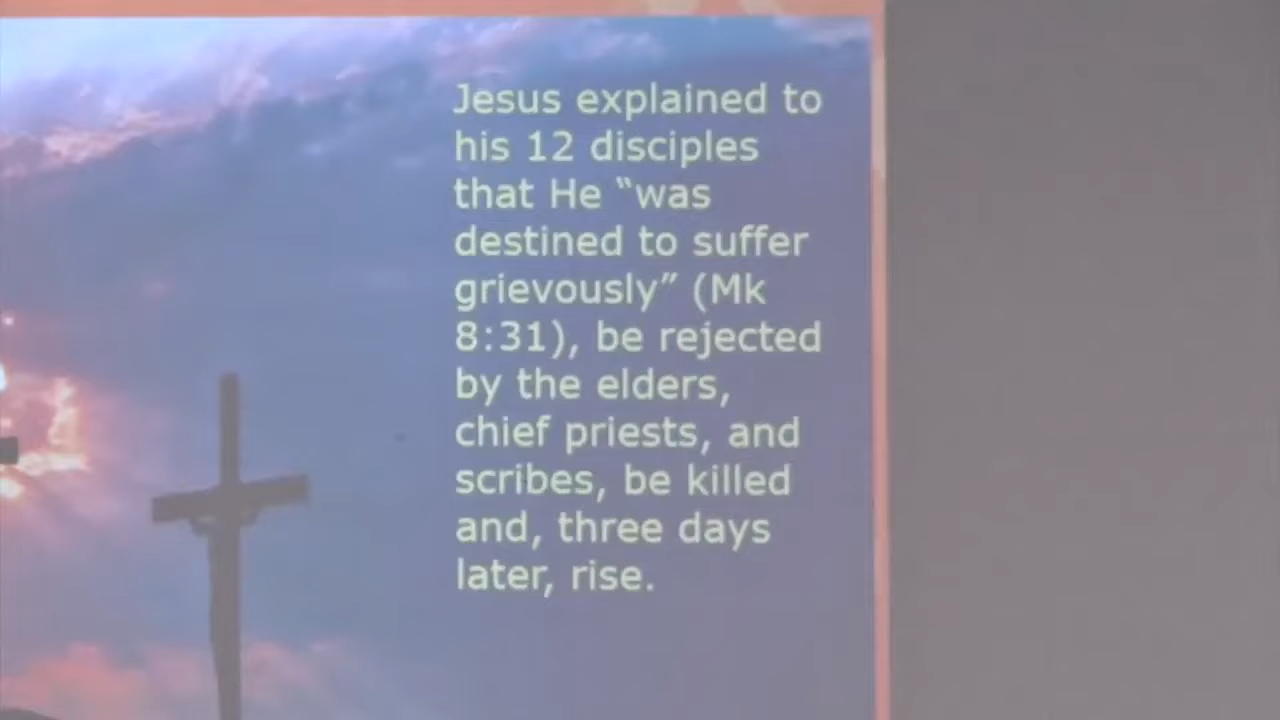 Jesus explained to
his 12 disciples
that He “was
destined to suffer
grievously” (Mk
8:31), be rejected
by the elders,
chief priests, and
scribes, be killed
and, three days
later, rise.